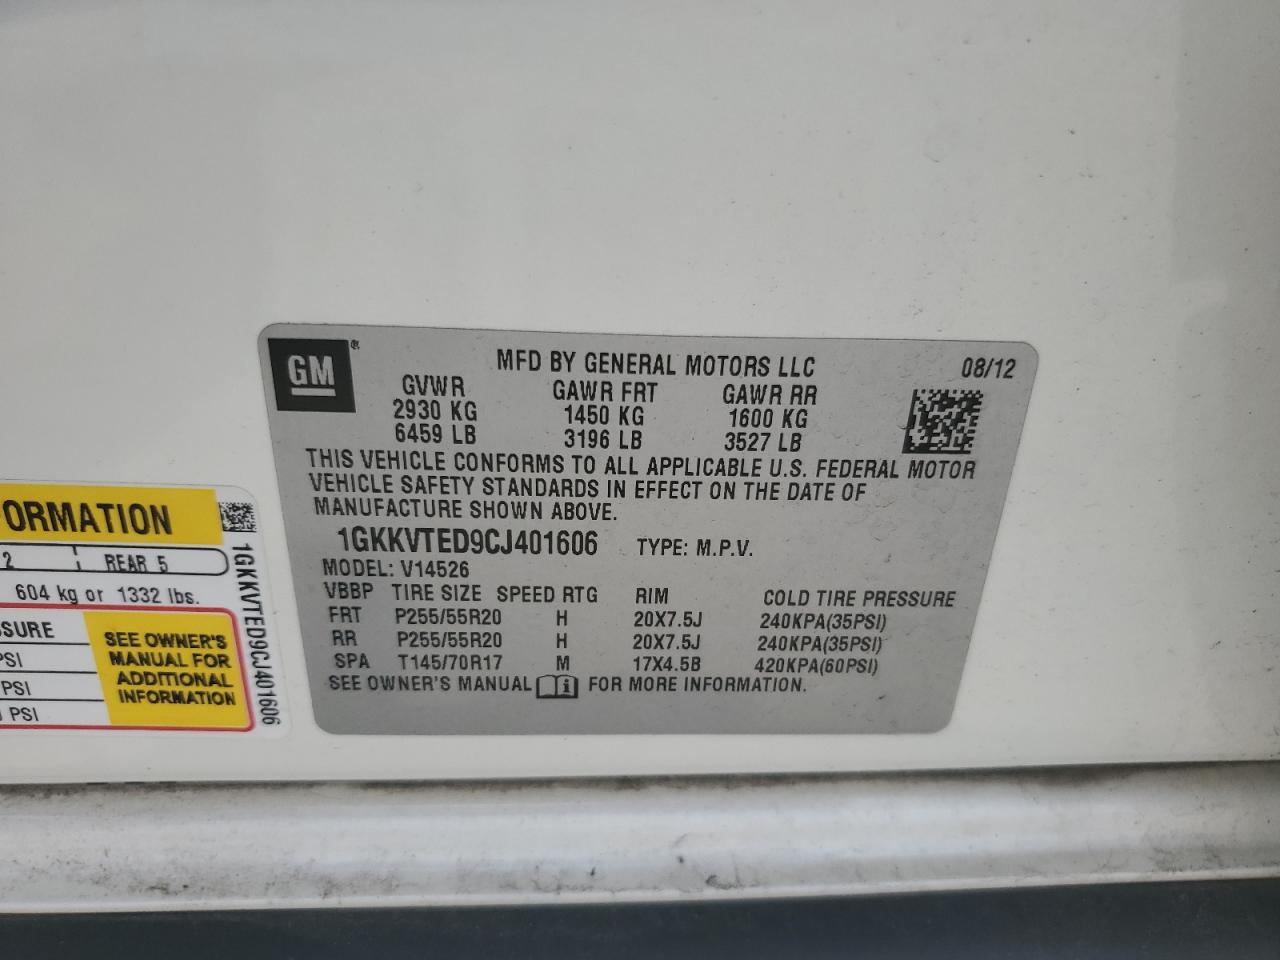 GM®
MFD BY GENERAL MOTORS LLC 08/12
GVWR GAWR FRT GAWR RR
2930 KG 1450 KG 1600 KG
6459 LB 3196 LB 3527 LB
THIS VEHICLE CONFORMS TO ALL APPLICABLE U.S. FEDERAL MOTOR
VEHICLE SAFETY STANDARDS IN EFFECT ON THE DATE OF
MANUFACTURE SHOWN ABOVE.
1GKKVTED9CJ401606 TYPE: M.P.V.
MODEL: V14526
VBBP TIRE SIZE SPEED RTG RIM COLD TIRE PRESSURE
FRT P255/55R20 H 20X7.5J 240KPA(35PSI)
RR P255/55R20 H 20X7.5J 240KPA(35PSI)
SPA T145/70R17 M 17X4.5B 420KPA(60PSI)
SEE OWNER'S MANUAL i FOR MORE INFORMATION.
ORMATION
2 REAR 5
604 kg or 1332 lbs.
SSURE
PSI
PSI
PSI
SEE OWNER'S
MANUAL FOR
ADDITIONAL
INFORMATION
1GKKVTED9CJ401606